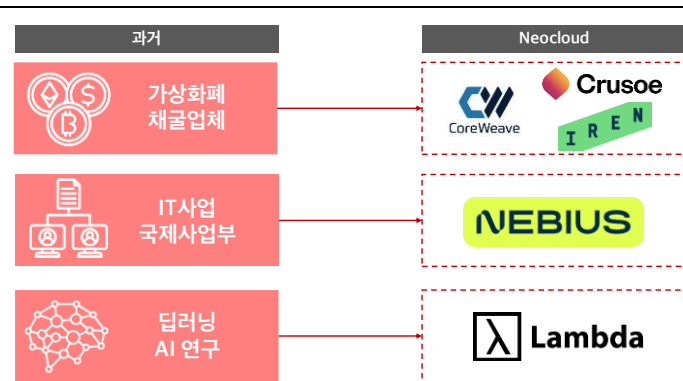 과거
Neocloud
가상화폐
채굴업체
CoreWeave
Crusoe
IREN
IT사업
국제사업부
NEBIUS
딥러닝
AI 연구
Lambda